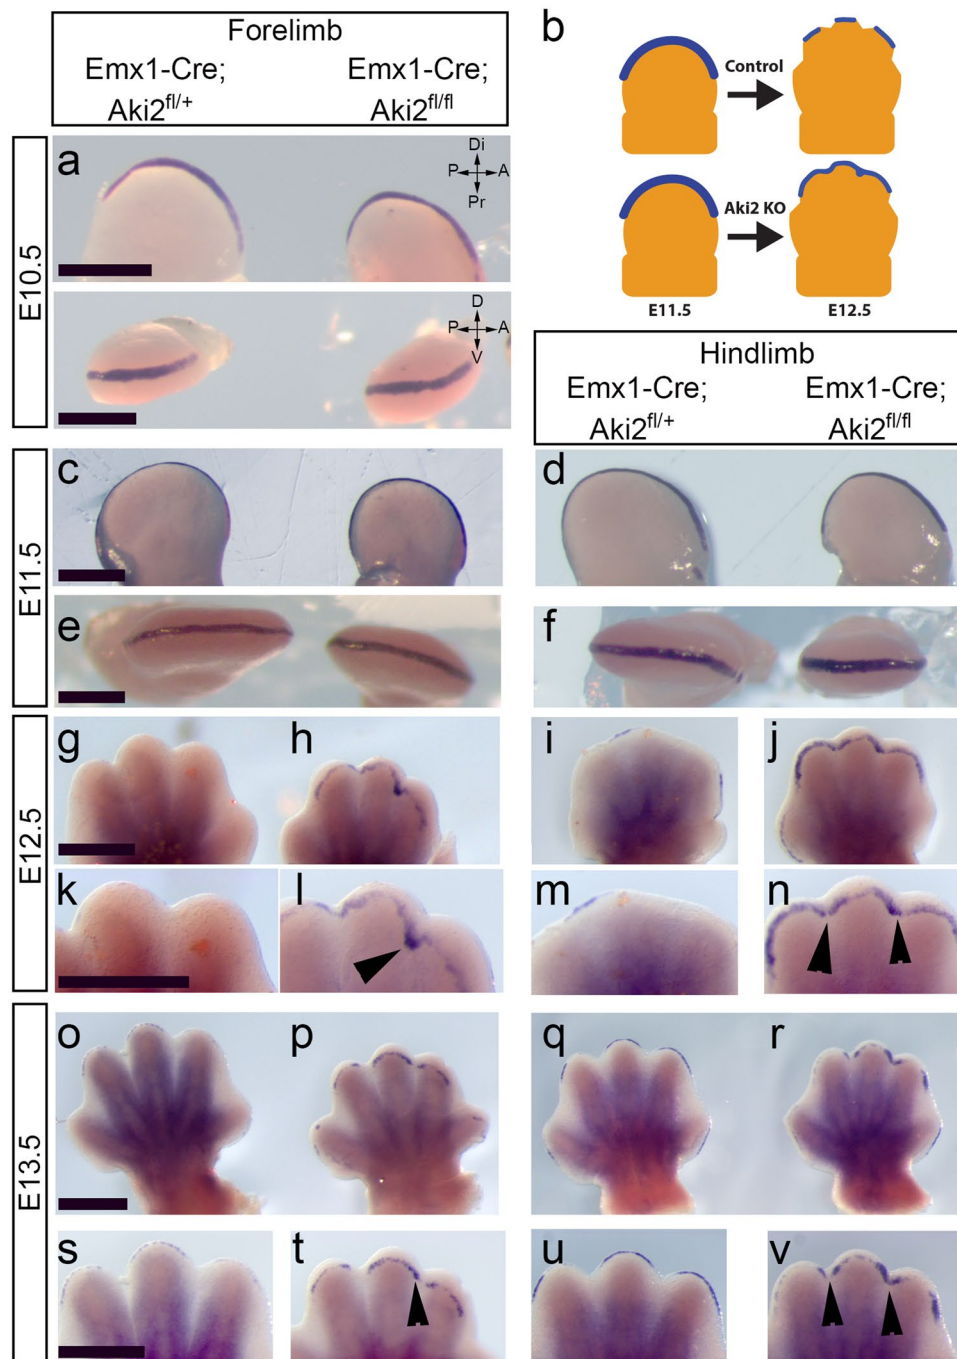 Forelimb
Emx1-Cre;
Aki2fl/+
Emx1-Cre;
Aki2fl/fl
b
Control
Aki2 KO
E11.5
E12.5
E10.5
a
Di
P
A
Pr
D
P
A
V
Hindlimb
Emx1-Cre;
Aki2fl/+
Emx1-Cre;
Aki2fl/fl
E11.5
c
d
e
f
E12.5
g
h
i
j
k
l
m
n
E13.5
o
p
q
r
s
t
u
v